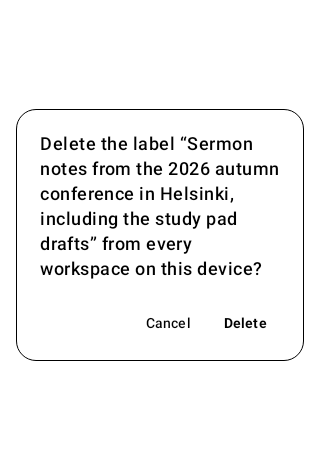 Delete the label “Sermon
notes from the 2026 autumn
conference in Helsinki,
including the study pad
drafts” from every
workspace on this device?
Cancel Delete